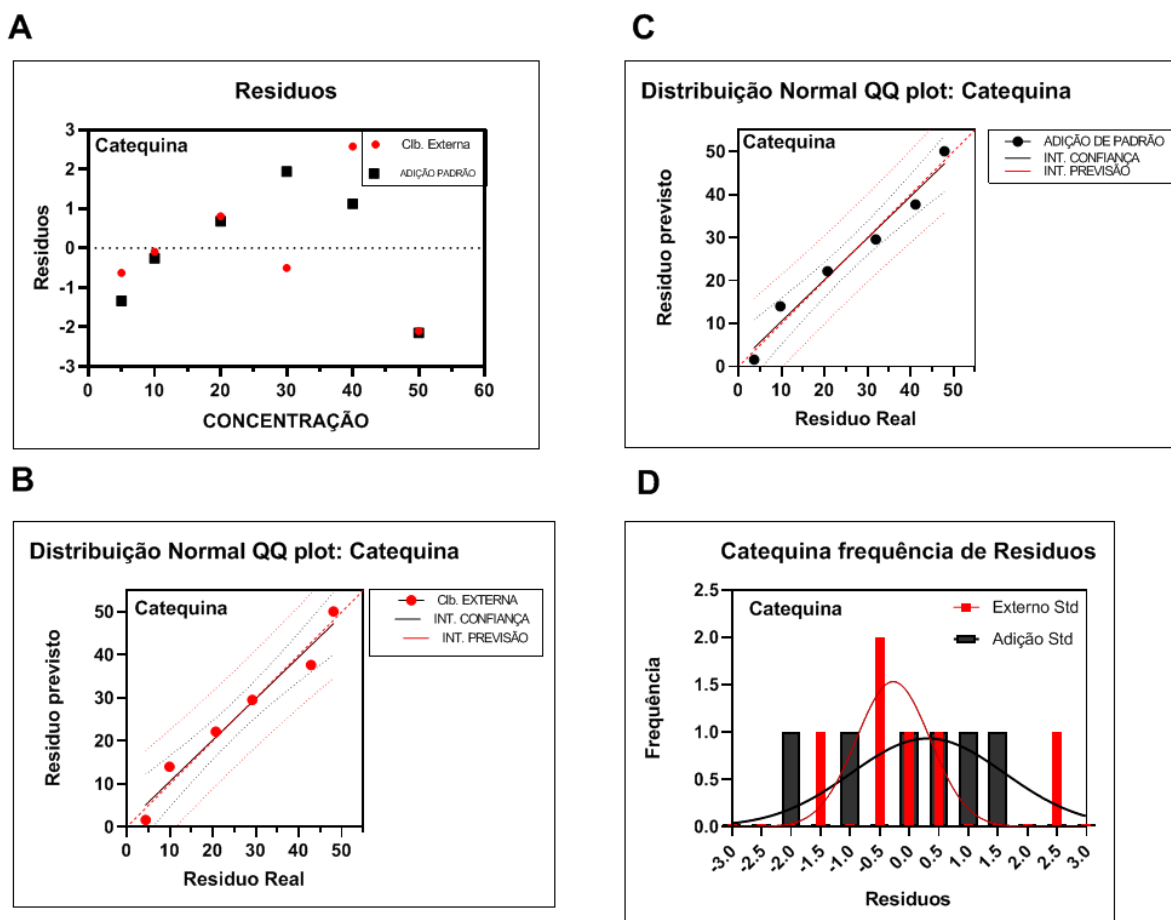 A
Residuos
Catequina
Clb. Externa
ADIÇÃO PADRÃO
3
2
1
0
-1
-2
-3
Residuos
0 10 20 30 40 50 60
CONCENTRAÇÃO
B
Distribuição Normal QQ plot: Catequina
Catequina
Clb. EXTERNA
INT. CONFIANÇA
INT. PREVISÃO
50
40
30
20
10
0
Residuo previsto
0 10 20 30 40 50
Residuo Real
C
Distribuição Normal QQ plot: Catequina
Catequina
ADIÇÃO DE PADRÃO
INT. CONFIANÇA
INT. PREVISÃO
50
40
30
20
10
0
Residuo previsto
0 10 20 30 40 50
Residuo Real
D
Catequina frequência de Residuos
Catequina
Externo Std
Adição Std
2.5
2.0
1.5
1.0
0.5
0.0
Frequência
-3.0 -2.5 -2.0 -1.5 -1.0 -0.5 0.0 0.5 1.0 1.5 2.0 2.5 3.0
Residuos